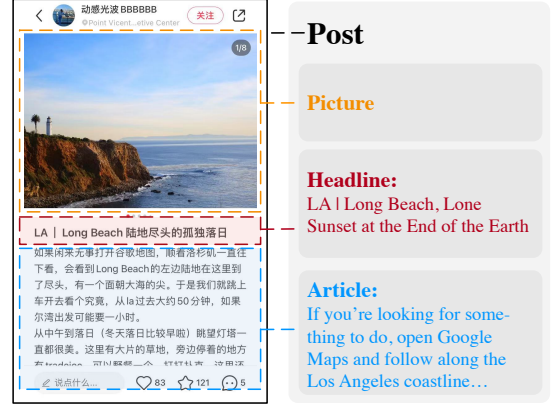 动感光波BBBBBB
关注
Point Vicent...etive Center
1/8
LA | Long Beach 陆地尽头的孤独落日
如果闲来无事打开谷歌地图，顺着洛杉矶一直往
下看，会看到Long Beach的左边陆地在这里到
了尽头，有一个面朝大海的尖。于是我们就跳上
车开去看个究竟，从la过去大约50分钟，如果
尔湾出发可能要一小时。
从中午到落日（冬天落日比较早啦）眺望灯塔一
直都很美。这里有大片的草地，旁边停着的地方
说点什么...
83
121
5
Post
Picture
Headline:
LA | Long Beach, Lone
Sunset at the End of the Earth
Article:
If you're looking for some-
thing to do, open Google
Maps and follow along the
Los Angeles coastline…